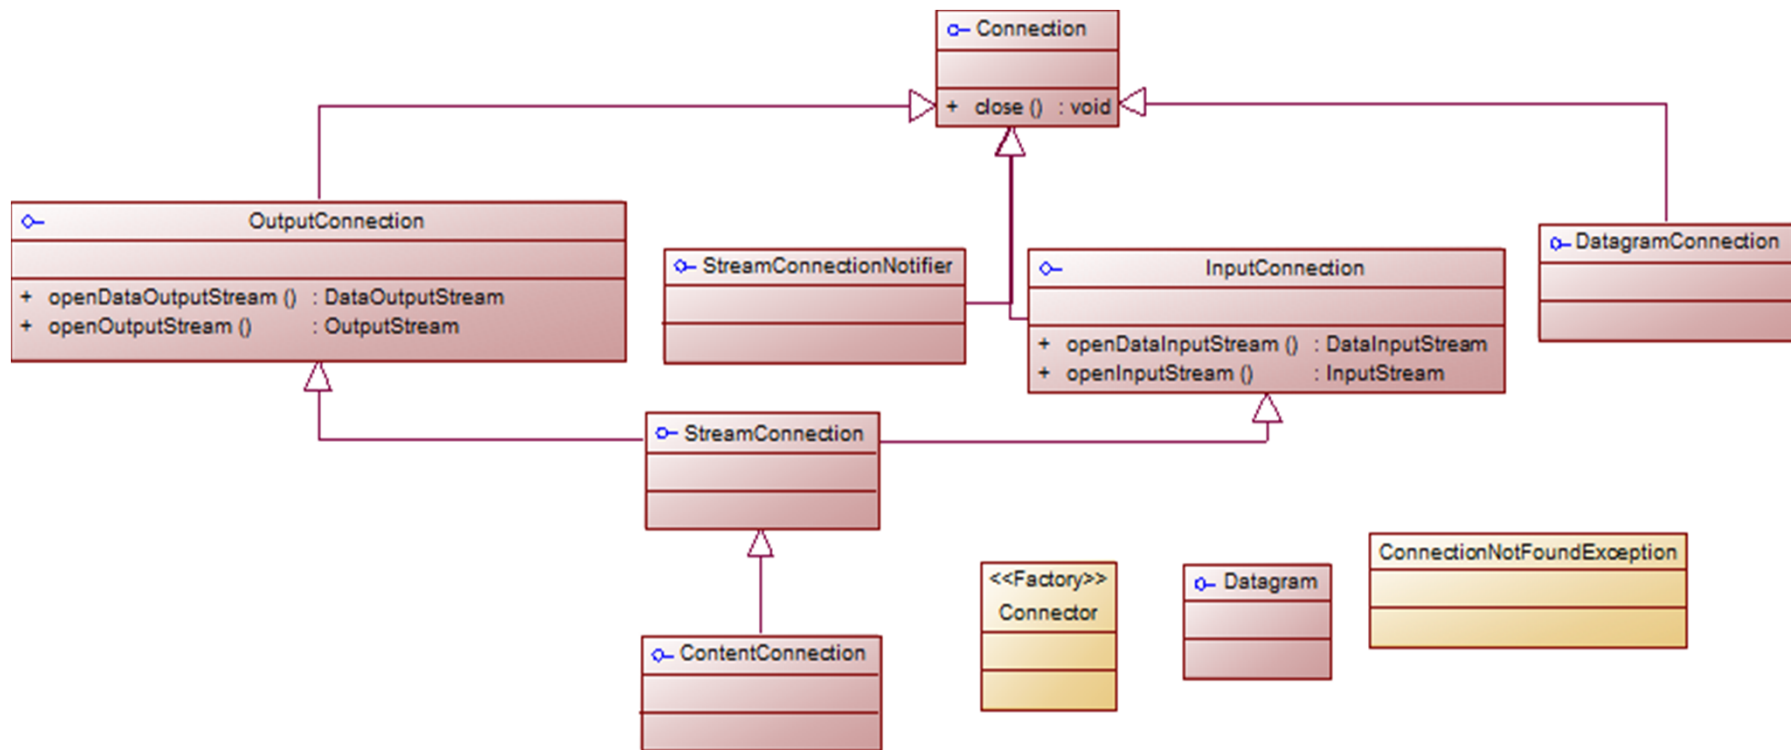 Connection
+ close () : void
OutputConnection
+ openDataOutputStream () : DataOutputStream
+ openOutputStream () : OutputStream
StreamConnectionNotifier
InputConnection
+ openDataInputStream () : DataInputStream
+ openInputStream () : InputStream
DatagramConnection
StreamConnection
ContentConnection
<<Factory>>
Connector
Datagram
ConnectionNotFoundException